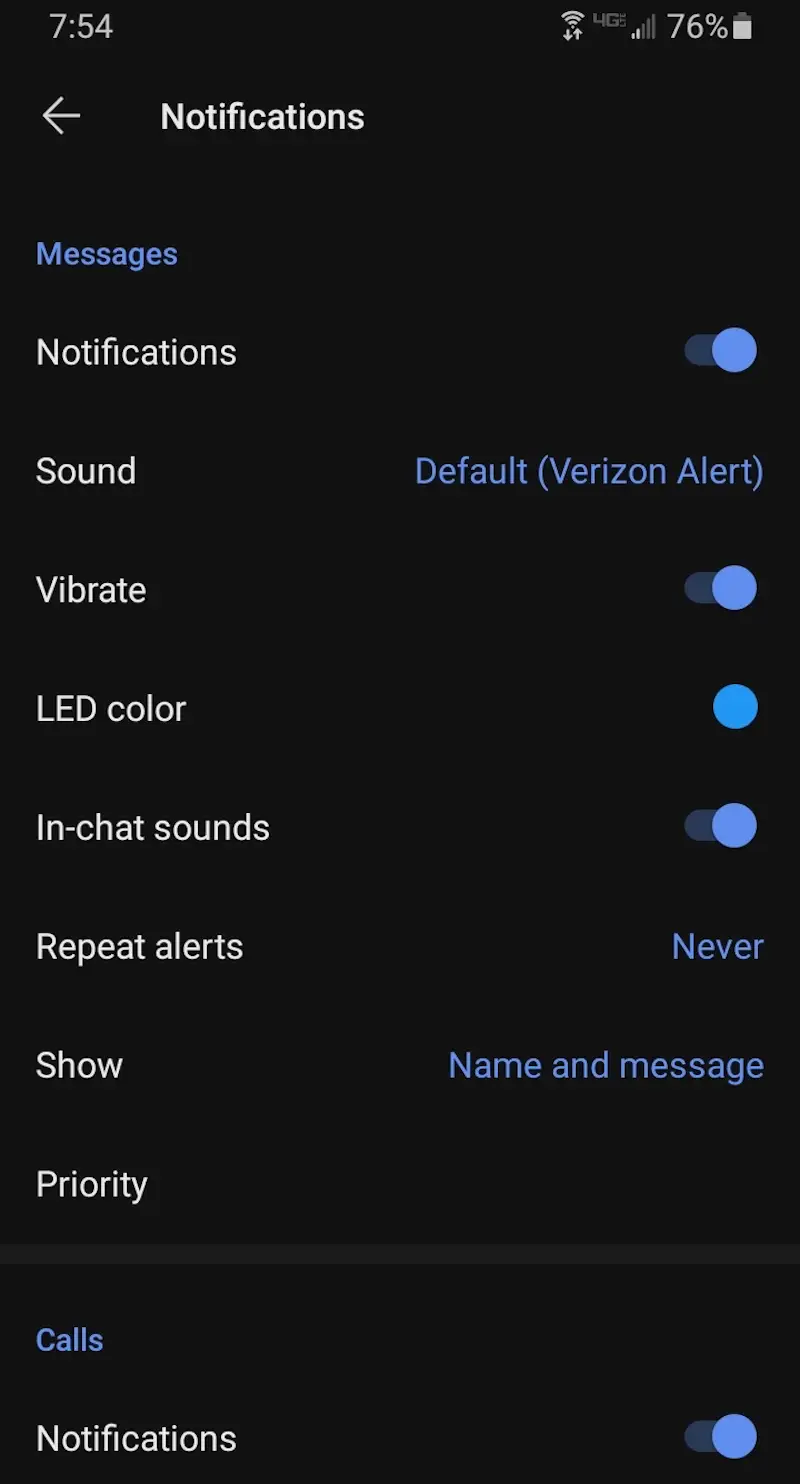 7:54 4G 76%
Notifications
Messages
Notifications
Sound Default (Verizon Alert)
Vibrate
LED color
In-chat sounds
Repeat alerts Never
Show Name and message
Priority
Calls
Notifications